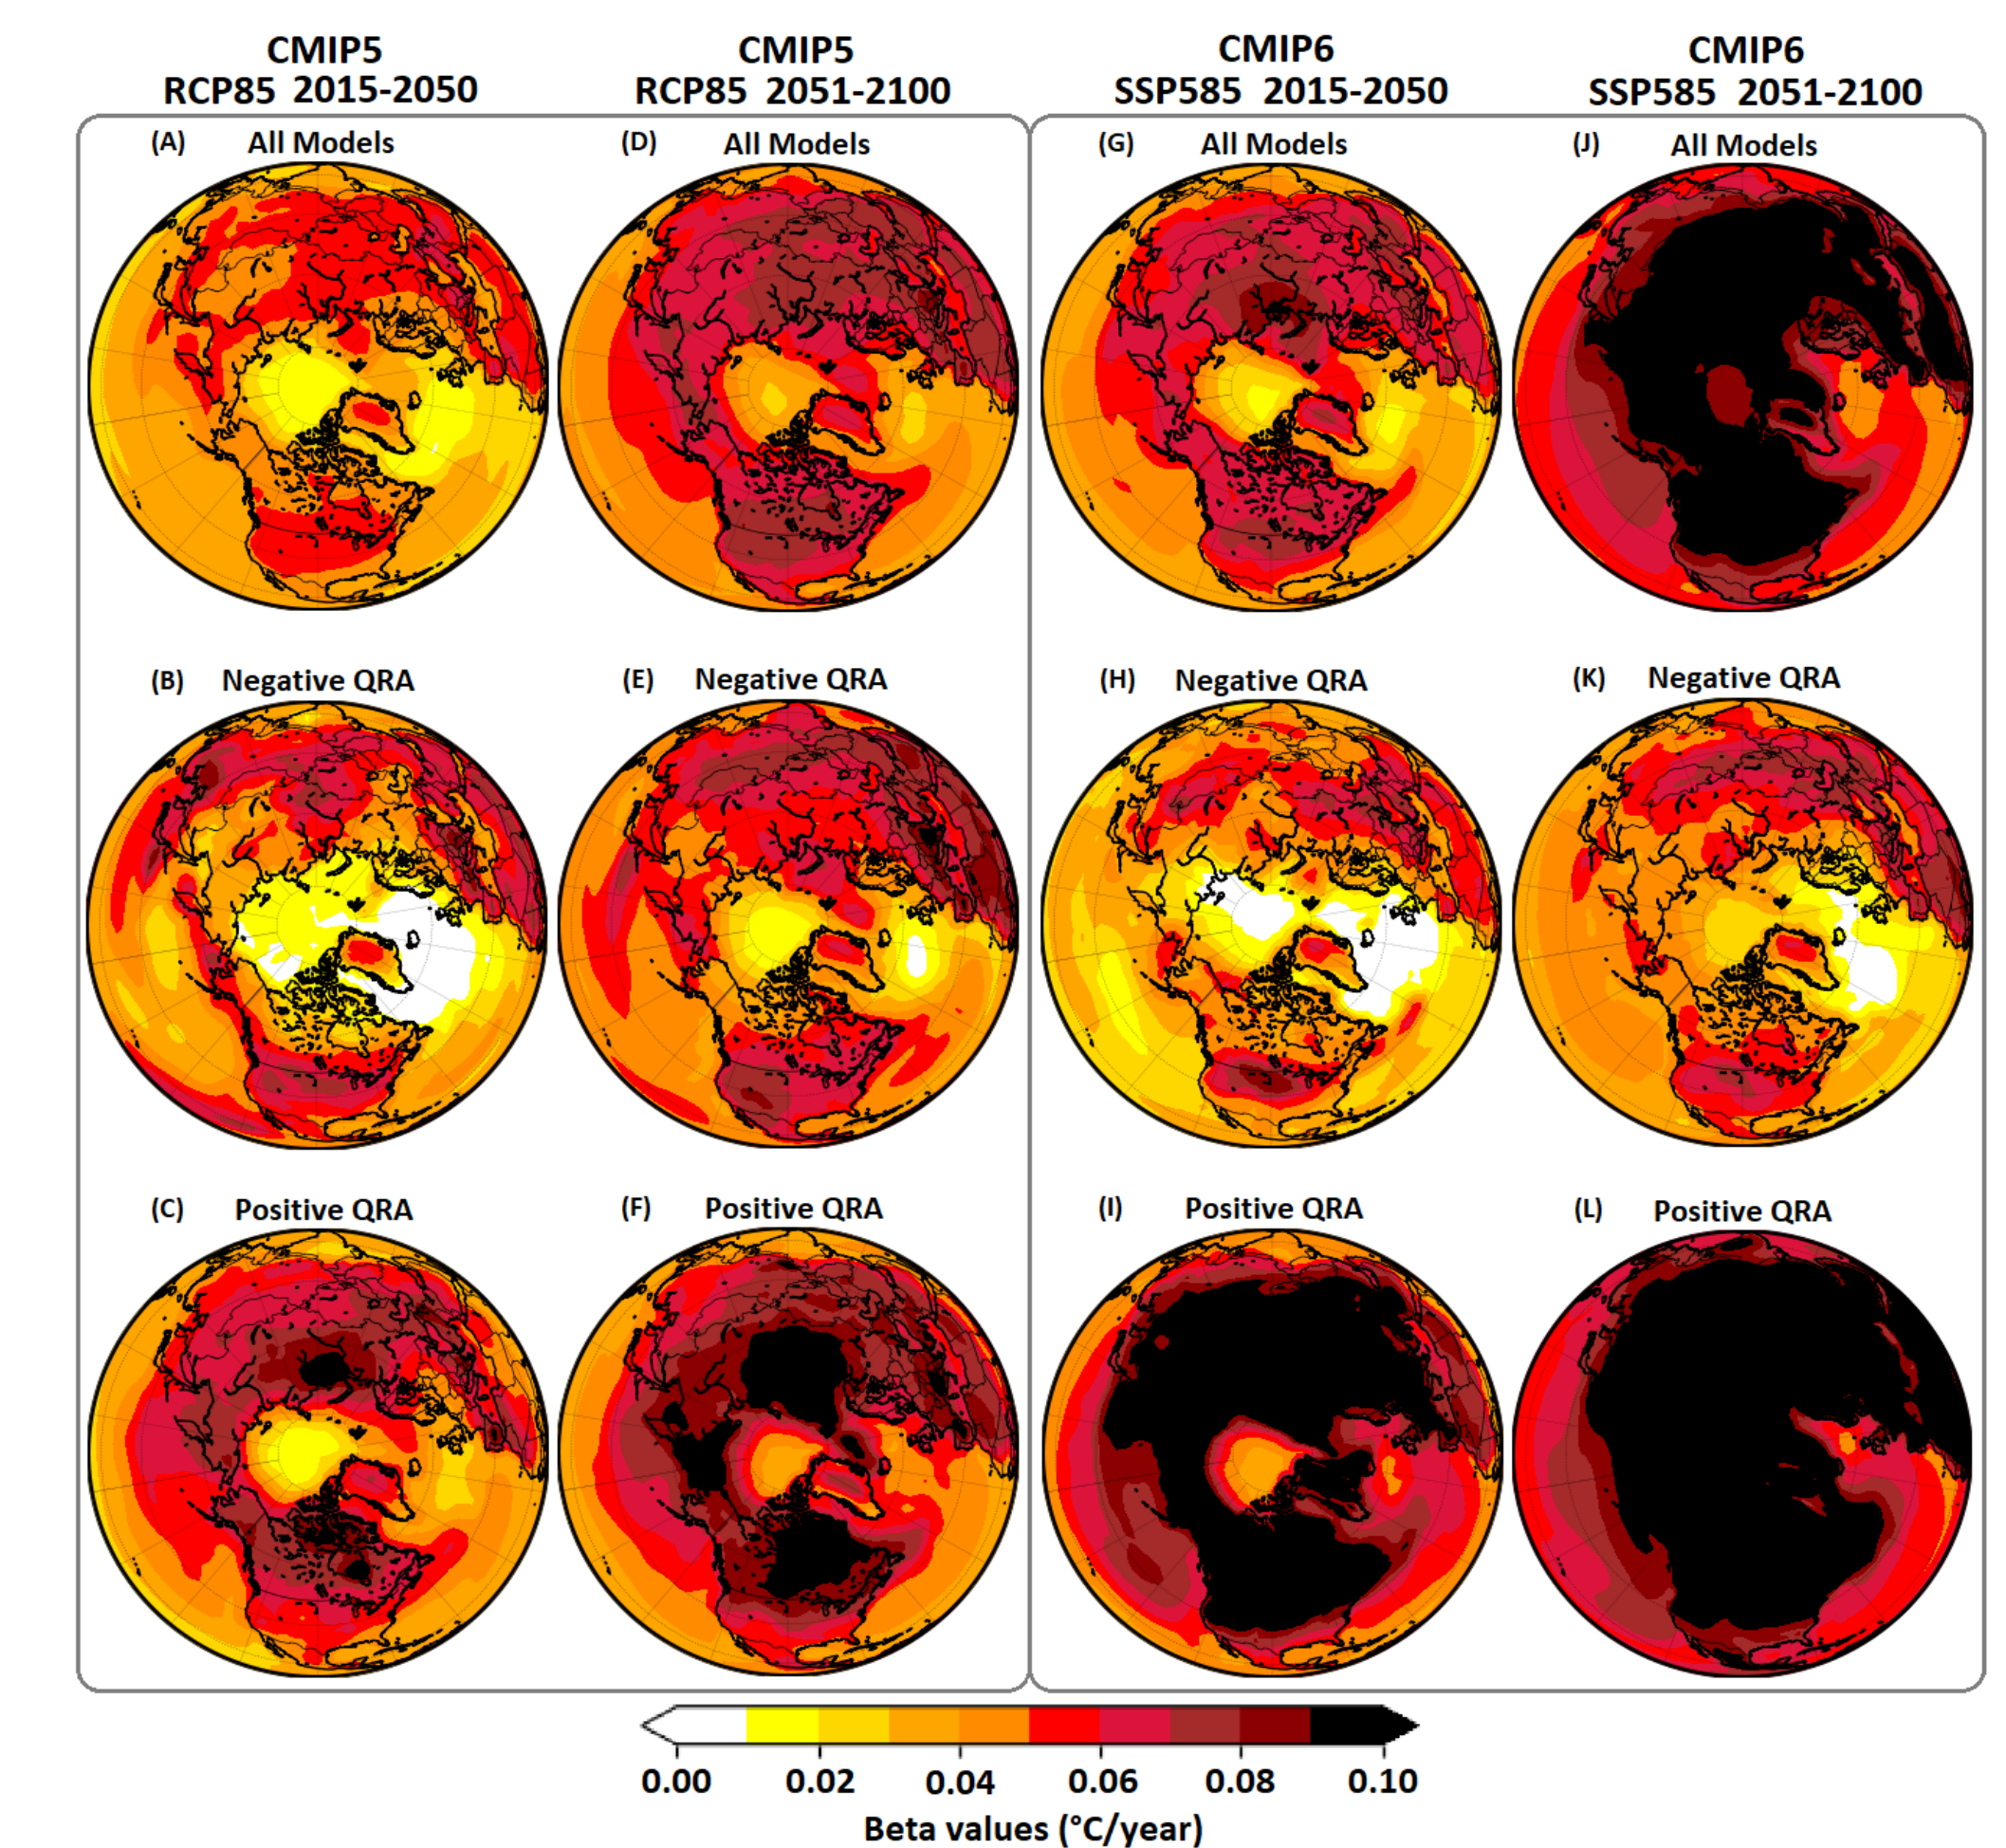 CMIP5
RCP85 2015-2050
CMIP5
RCP85 2051-2100
CMIP6
SSP585 2015-2050
CMIP6
SSP585 2051-2100
(A) All Models
(D) All Models
(G) All Models
(J) All Models
(B) Negative QRA
(E) Negative QRA
(H) Negative QRA
(K) Negative QRA
(C) Positive QRA
(F) Positive QRA
(I) Positive QRA
(L) Positive QRA
0.00 0.02 0.04 0.06 0.08 0.10
Beta values (°C/year)